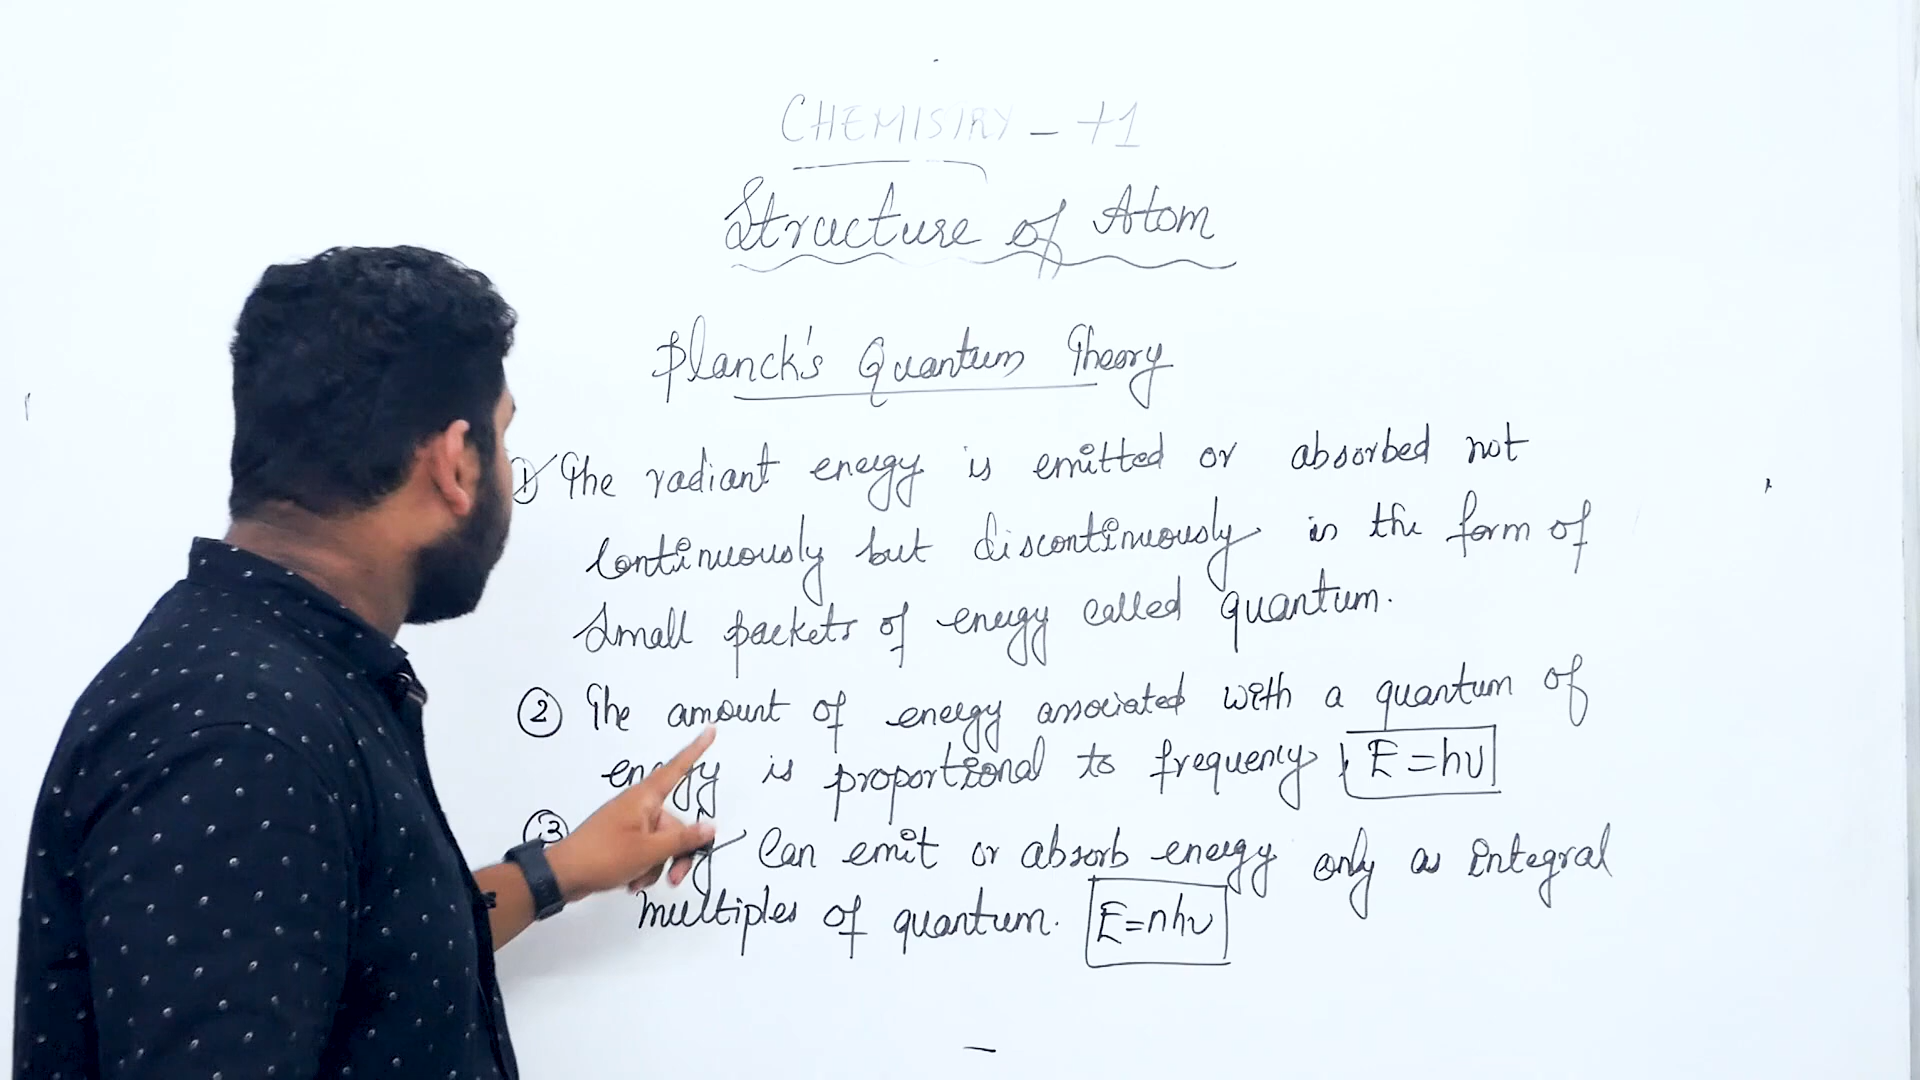 CHEMISTRY - +1
Structure of Atom
Planck's Quantum Theory
① The radiant energy is emitted or absorbed not
Continuously but discontinuously in the form of
Small packets of energy called quantum.
② The amount of energy associated with a quantum of
energy is proportional to frequency E = hν
③
Can emit or absorb energy only as integral
multiples of quantum. E=nhν